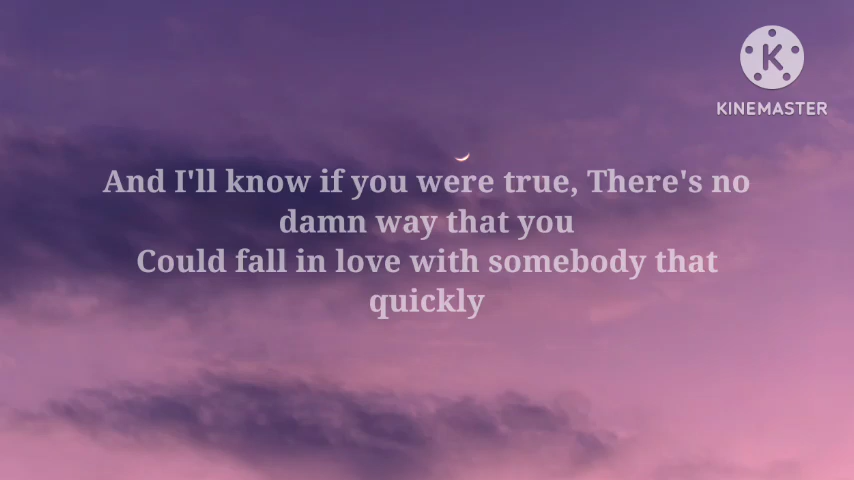 KINEMASTER
And I'll know if you were true, There's no
damn way that you
Could fall in love with somebody that
quickly